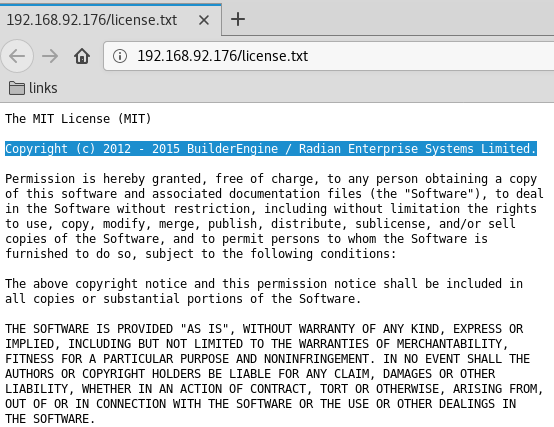 192.168.92.176/license.txt
192.168.92.176/license.txt
links
The MIT License (MIT)
Copyright (c) 2012 - 2015 BuilderEngine / Radian Enterprise Systems Limited.
Permission is hereby granted, free of charge, to any person obtaining a copy
of this software and associated documentation files (the "Software"), to deal
in the Software without restriction, including without limitation the rights
to use, copy, modify, merge, publish, distribute, sublicense, and/or sell
copies of the Software, and to permit persons to whom the Software is
furnished to do so, subject to the following conditions:
The above copyright notice and this permission notice shall be included in
all copies or substantial portions of the Software.
THE SOFTWARE IS PROVIDED "AS IS", WITHOUT WARRANTY OF ANY KIND, EXPRESS OR
IMPLIED, INCLUDING BUT NOT LIMITED TO THE WARRANTIES OF MERCHANTABILITY,
FITNESS FOR A PARTICULAR PURPOSE AND NONINFRINGEMENT. IN NO EVENT SHALL THE
AUTHORS OR COPYRIGHT HOLDERS BE LIABLE FOR ANY CLAIM, DAMAGES OR OTHER
LIABILITY, WHETHER IN AN ACTION OF CONTRACT, TORT OR OTHERWISE, ARISING FROM,
OUT OF OR IN CONNECTION WITH THE SOFTWARE OR THE USE OR OTHER DEALINGS IN
THE SOFTWARE.